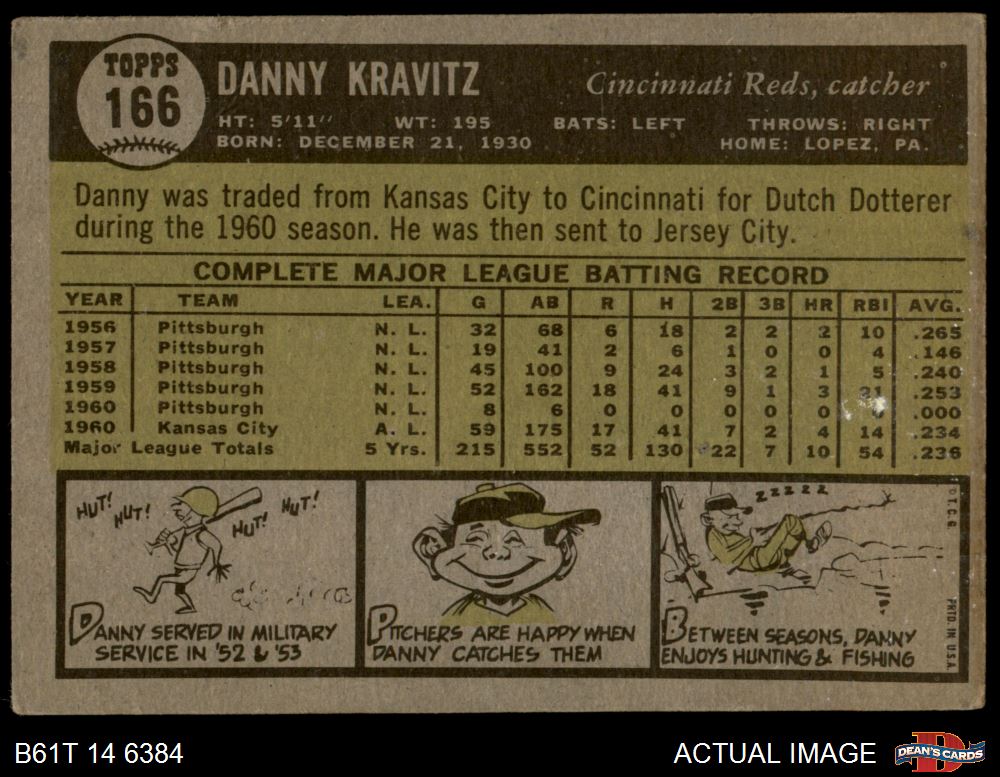 TOPPS
166
DANNY KRAVITZ Cincinnati Reds, catcher
HT: 5'11" WT: 195 BATS: LEFT THROWS: RIGHT
BORN: DECEMBER 21, 1930 HOME: LOPEZ, PA.
Danny was traded from Kansas City to Cincinnati for Dutch Dotterer
during the 1960 season. He was then sent to Jersey City.
COMPLETE MAJOR LEAGUE BATTING RECORD
YEAR TEAM LEA. G AB R H 2B 3B HR RBI AVG.
1956 Pittsburgh N. L. 32 68 6 18 2 2 2 10 .265
1957 Pittsburgh N. L. 19 41 2 6 1 0 0 4 .146
1958 Pittsburgh N. L. 45 100 9 24 3 2 1 5 .240
1959 Pittsburgh N. L. 52 162 18 41 9 1 3 21 .253
1960 Pittsburgh N. L. 8 6 0 0 0 0 0 .000
1960 Kansas City A. L. 59 175 17 41 7 2 4 14 .234
Major League Totals 5 Yrs. 215 552 52 130 22 7 10 54 .236
HUT! HUT! HUT! HUT!
DANNY SERVED IN MILITARY
SERVICE IN '52 & '53
PITCHERS ARE HAPPY WHEN
DANNY CATCHES THEM
ZZZZZ
BETWEEN SEASONS, DANNY
ENJOYS HUNTING & FISHING
T. C. G.
PRTD. IN U.S.A.
B61T 14 6384
ACTUAL IMAGE
DEAN'S CARDS